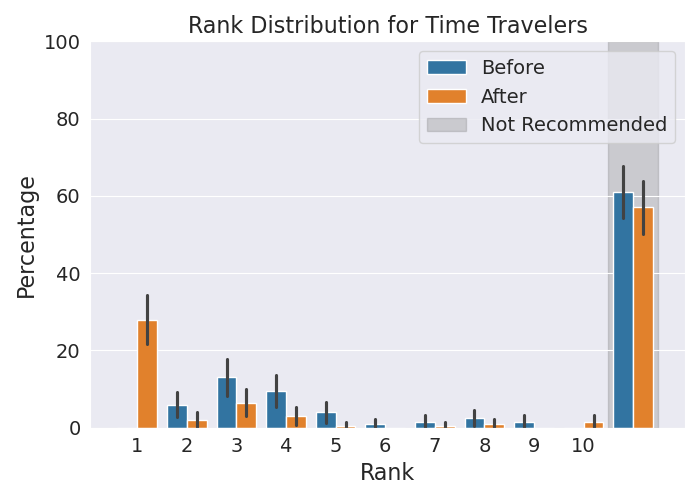 Rank Distribution for Time Travelers
100
80
60
40
20
0
Percentage
Before
After
Not Recommended
1 2 3 4 5 6 7 8 9 10
Rank